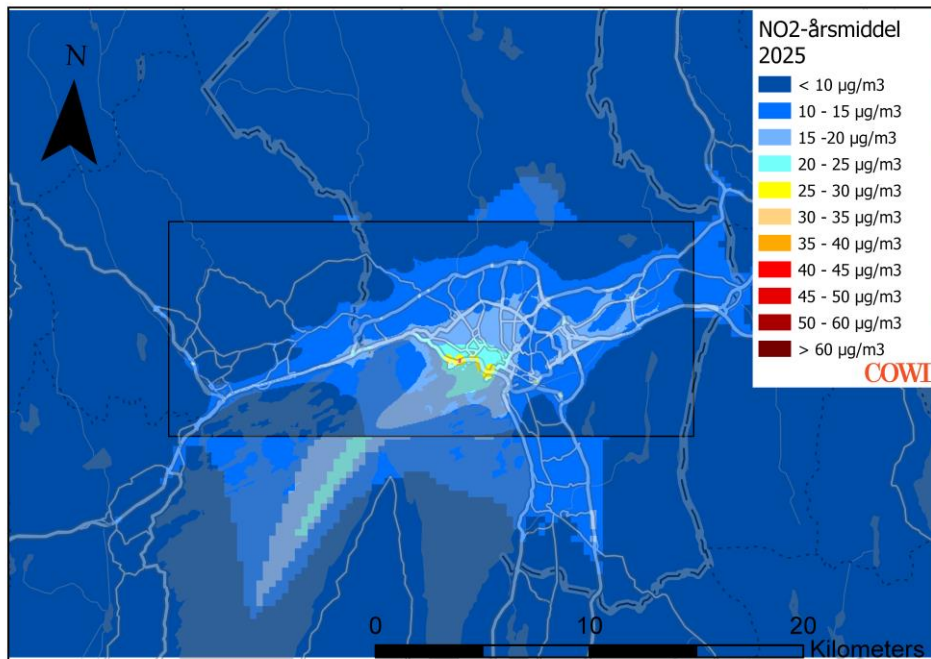 NO2-årsmiddel
2025
< 10 µg/m3
10 - 15 µg/m3
15 -20 µg/m3
20 - 25 µg/m3
25 - 30 µg/m3
30 - 35 µg/m3
35 - 40 µg/m3
40 - 45 µg/m3
45 - 50 µg/m3
50 - 60 µg/m3
> 60 µg/m3
COWI
N
0 10 20
Kilometers